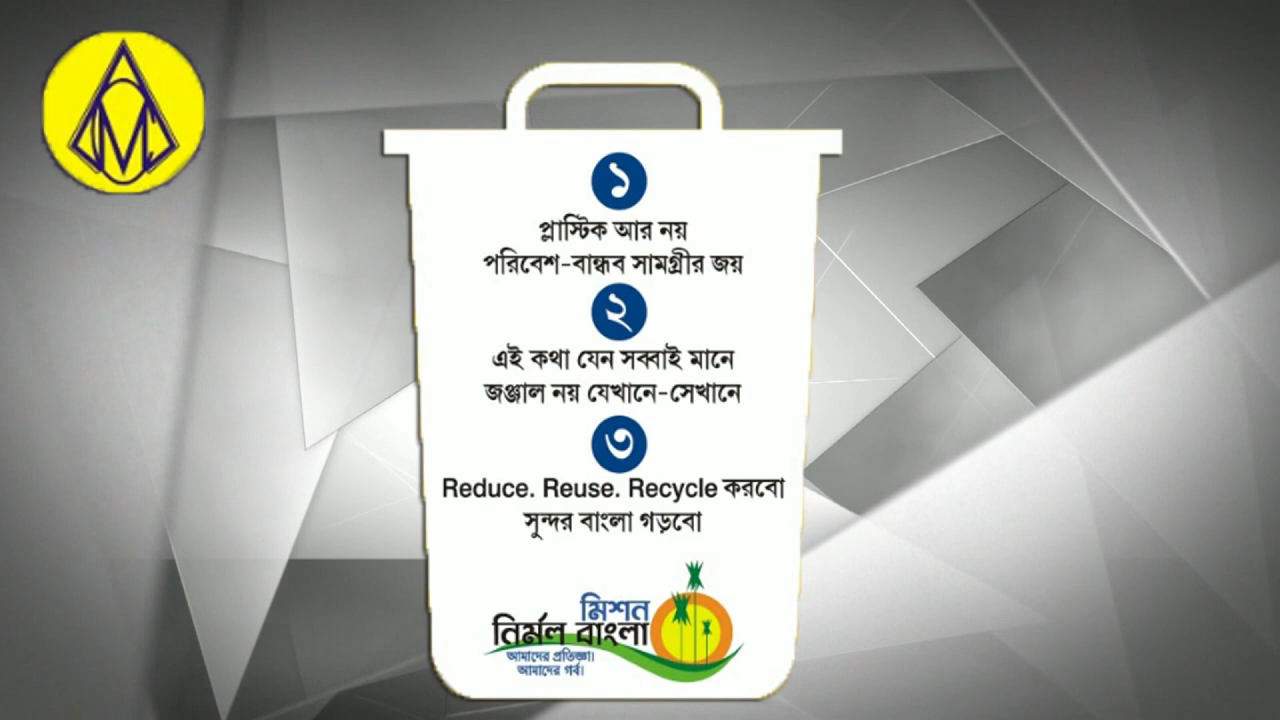 ১
প্লাস্টিক আর নয়
পরিবেশ-বান্ধব সামগ্রীর জয়
২
এই কথা যেন সব্বাই মানে
জঞ্জাল নয় যেখানে-সেখানে
৩
Reduce. Reuse. Recycle করবো
সুন্দর বাংলা গড়বো
মিশন
নির্মল বাংলা
আমাদের প্রতিজ্ঞা।
আমাদের গর্ব।